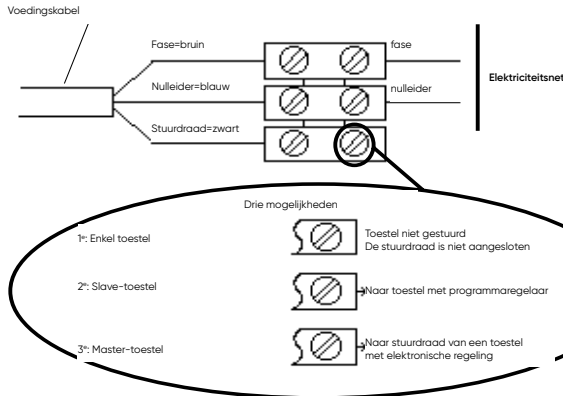 Voedingskabel
Fase=bruin
fase
Nulleider=blauw
nulleider
Elektriciteitsnet
Stuurdraad=zwart
Drie mogelijkheden
1ᵉ: Enkel toestel
Toestel niet gestuurd
De stuurdraad is niet aangesloten
2ᵉ: Slave-toestel
Naar toestel met programmaregelaar
3ᵉ: Master-toestel
Naar stuurdraad van een toestel
met elektronische regeling